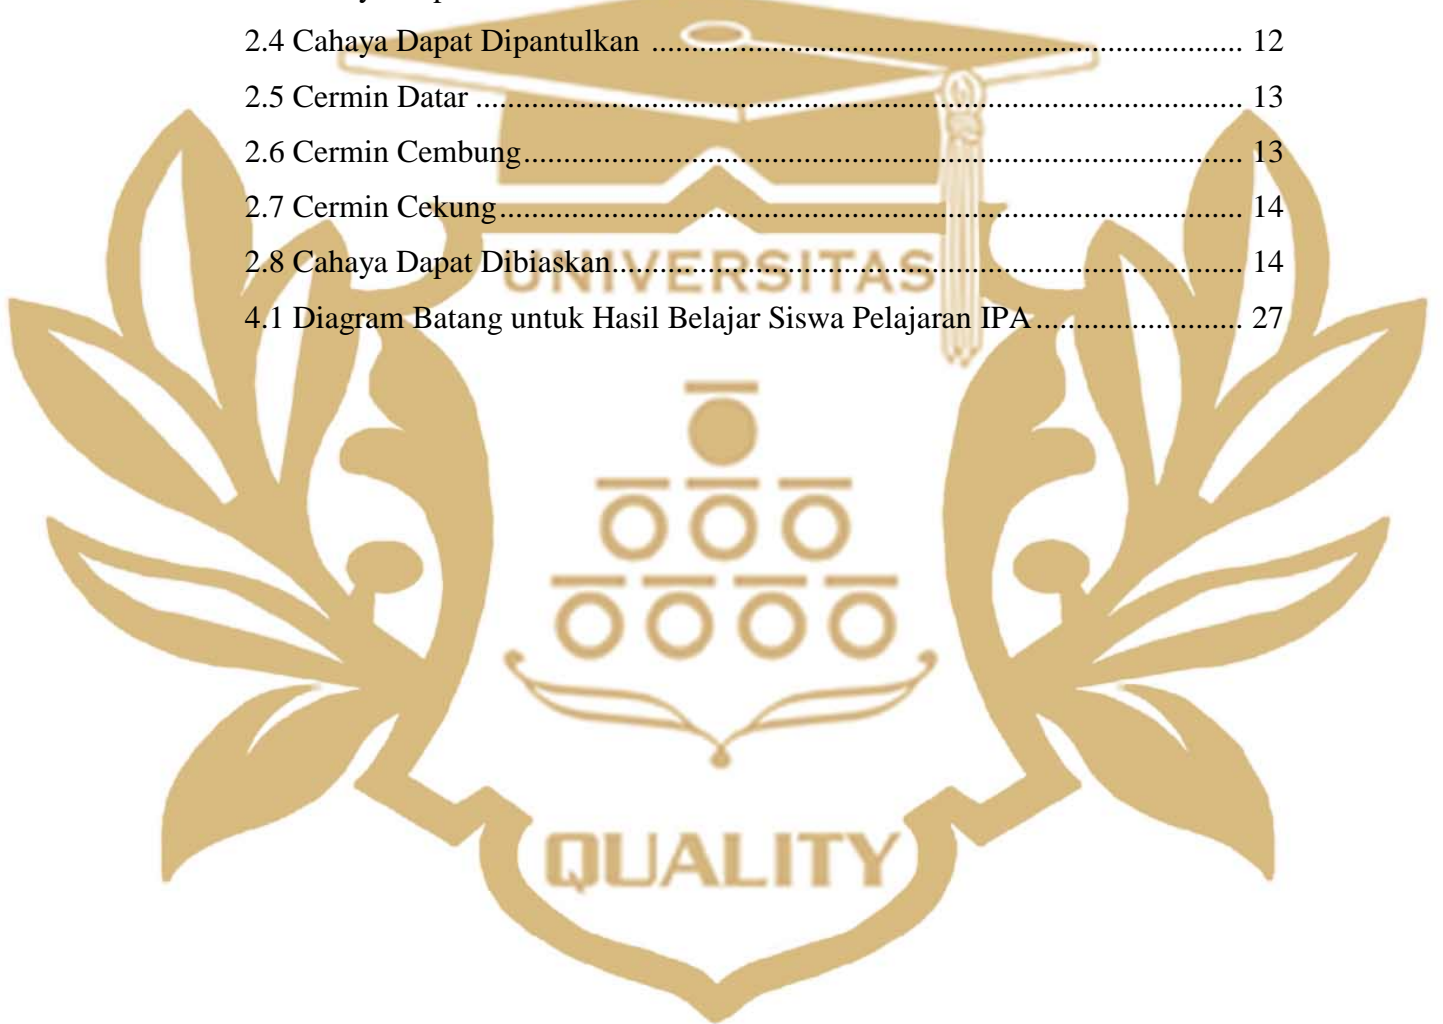 2.4 Cahaya Dapat Dipantulkan ........................................................................... 12
2.5 Cermin Datar ................................................................................................. 13
2.6 Cermin Cembung........................................................................................... 13
2.7 Cermin Cekung.............................................................................................. 14
2.8 Cahaya Dapat Dibiaskan................................................................................ 14
UNIVERSITAS
4.1 Diagram Batang untuk Hasil Belajar Siswa Pelajaran IPA.......................... 27
QUALITY